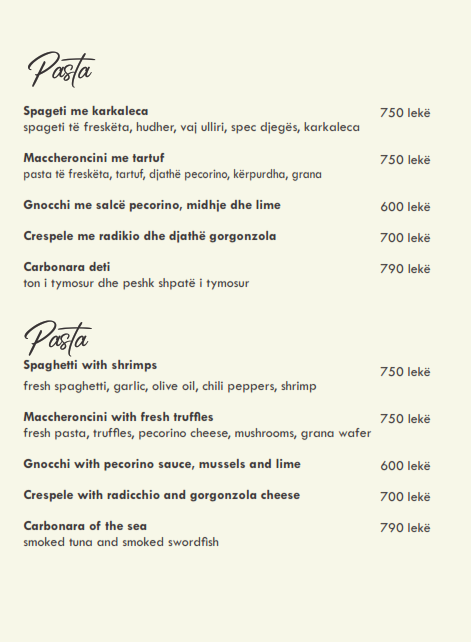 Pasta
Spageti me karkaleca 750 lekë
spageti të freskëta, hudher, vaj ulliri, spec djegës, karkaleca
Maccheroncini me tartuf 750 lekë
pasta të freskëta, tartuf, djathë pecorino, kërpurdha, grana
Gnocchi me salcë pecorino, midhje dhe lime 600 lekë
Crespele me radikio dhe djathë gorgonzola 700 lekë
Carbonara deti 790 lekë
ton i tymosur dhe peshk shpatë i tymosur
Pasta
Spaghetti with shrimps 750 lekë
fresh spaghetti, garlic, olive oil, chili peppers, shrimp
Maccheroncini with fresh truffles 750 lekë
fresh pasta, truffles, pecorino cheese, mushrooms, grana wafer
Gnocchi with pecorino sauce, mussels and lime 600 lekë
Crespele with radicchio and gorgonzola cheese 700 lekë
Carbonara of the sea 790 lekë
smoked tuna and smoked swordfish